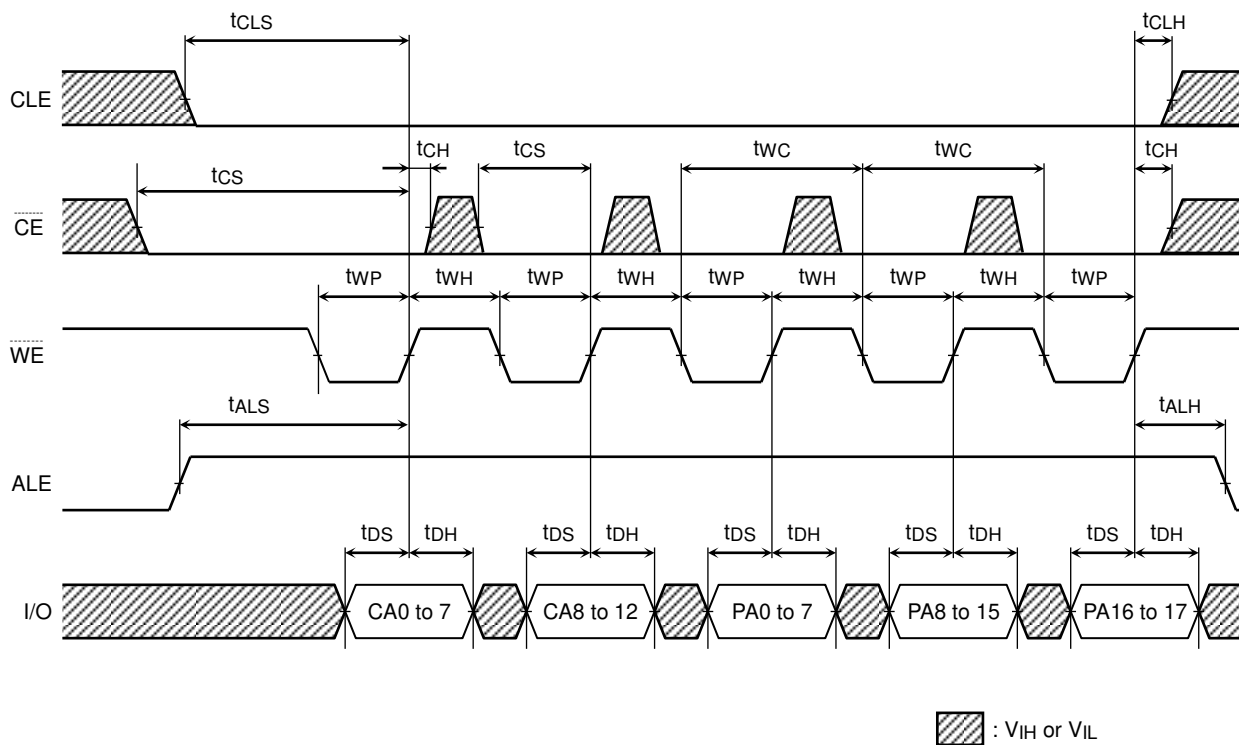 tCLS tCLH
CLE
tCH tCS tWC tWC tCH
tCS
CE
tWP tWH tWP tWH tWP tWH tWP tWH tWP
WE
tALS tALH
ALE
tDS tDH tDS tDH tDS tDH tDS tDH tDS tDH
I/O CA0 to 7 CA8 to 12 PA0 to 7 PA8 to 15 PA16 to 17
: VIH or VIL